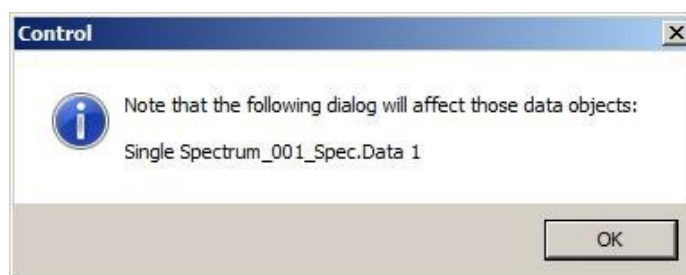 Control
Note that the following dialog will affect those data objects:
Single Spectrum_001_Spec.Data 1
OK